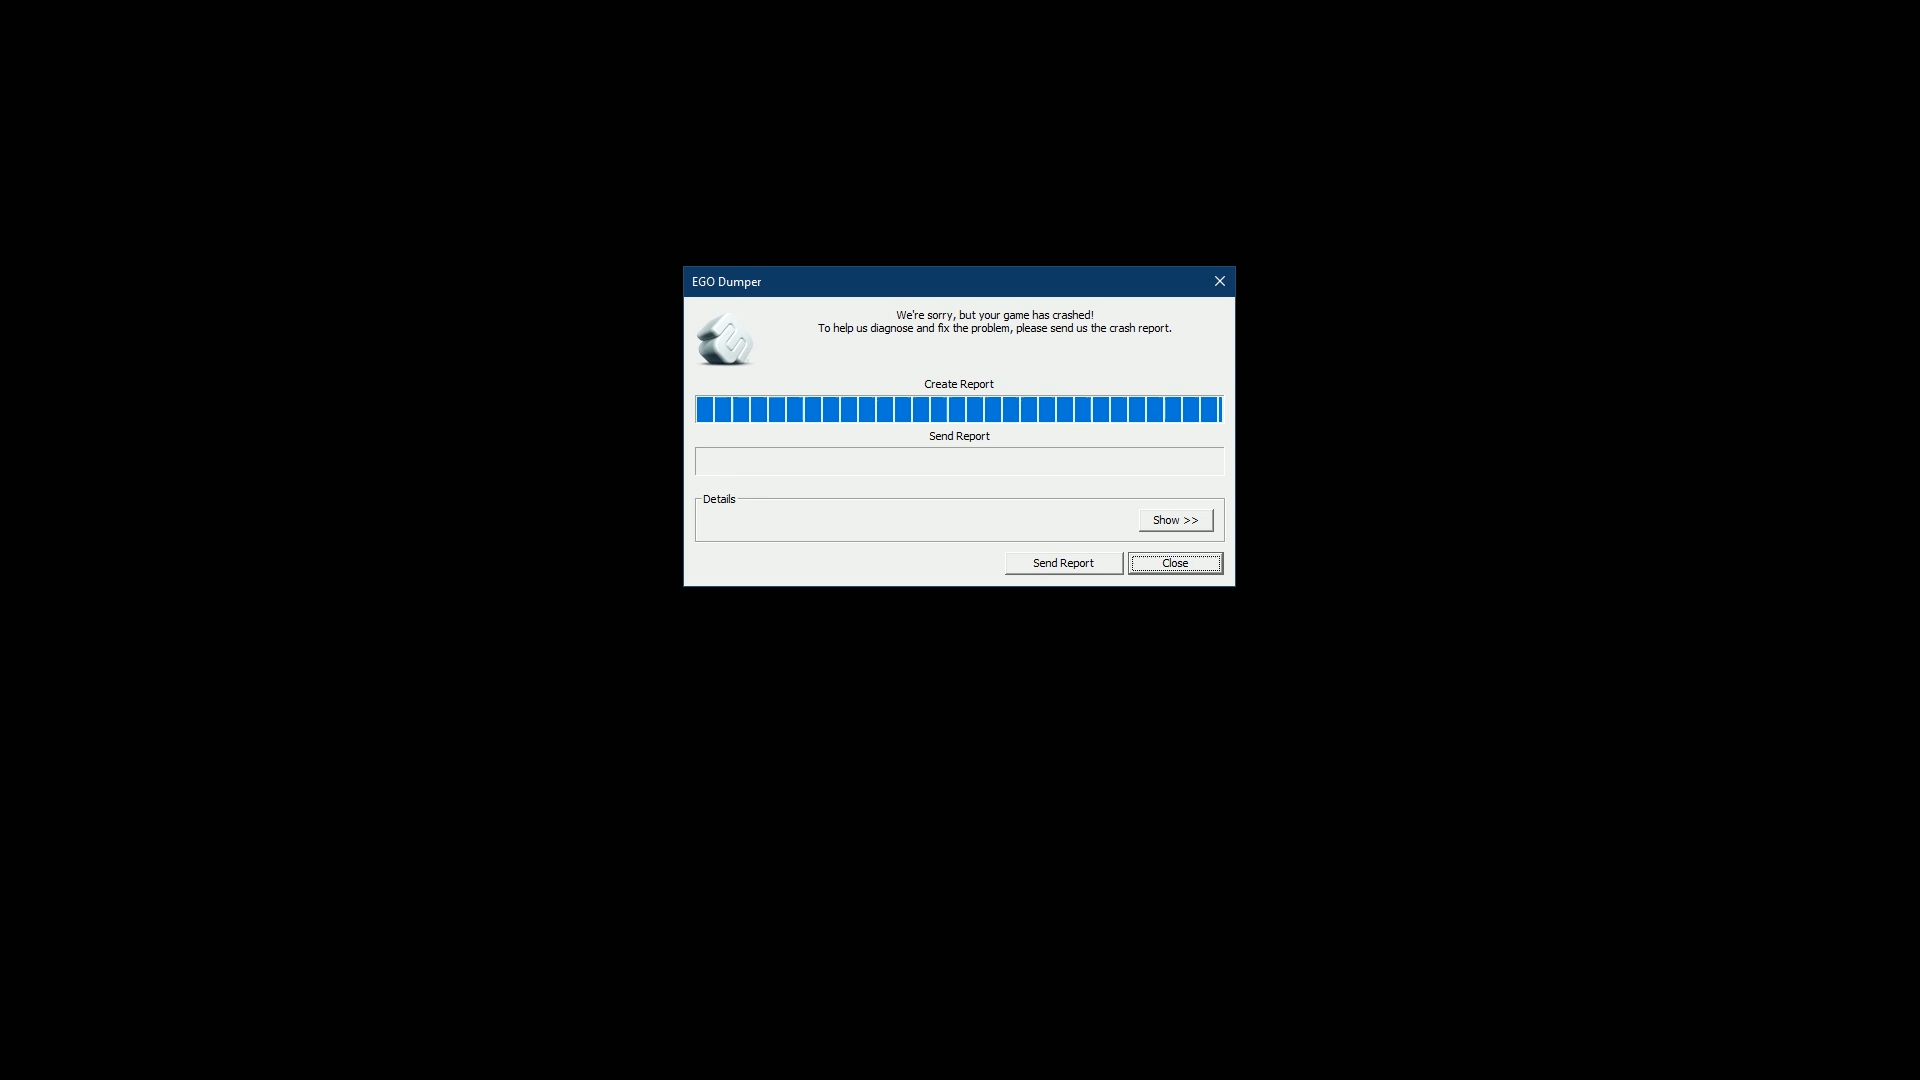 EGO Dumper
We're sorry, but your game has crashed!
To help us diagnose and fix the problem, please send us the crash report.
Create Report
Send Report
Details
Show >>
Send Report
Close